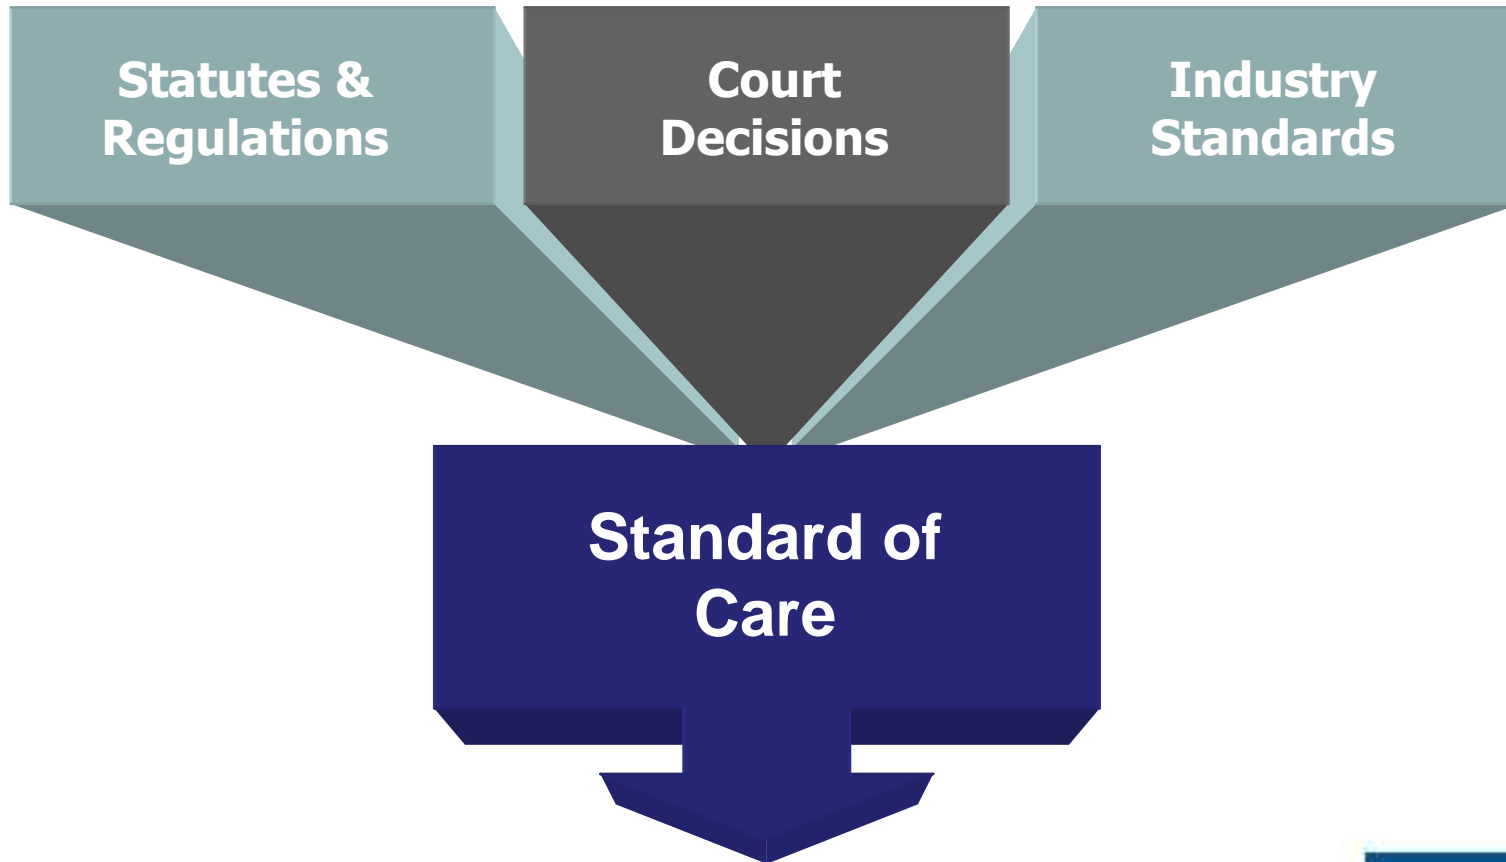 Statutes &
Regulations
Court
Decisions
Industry
Standards
Standard of
Care